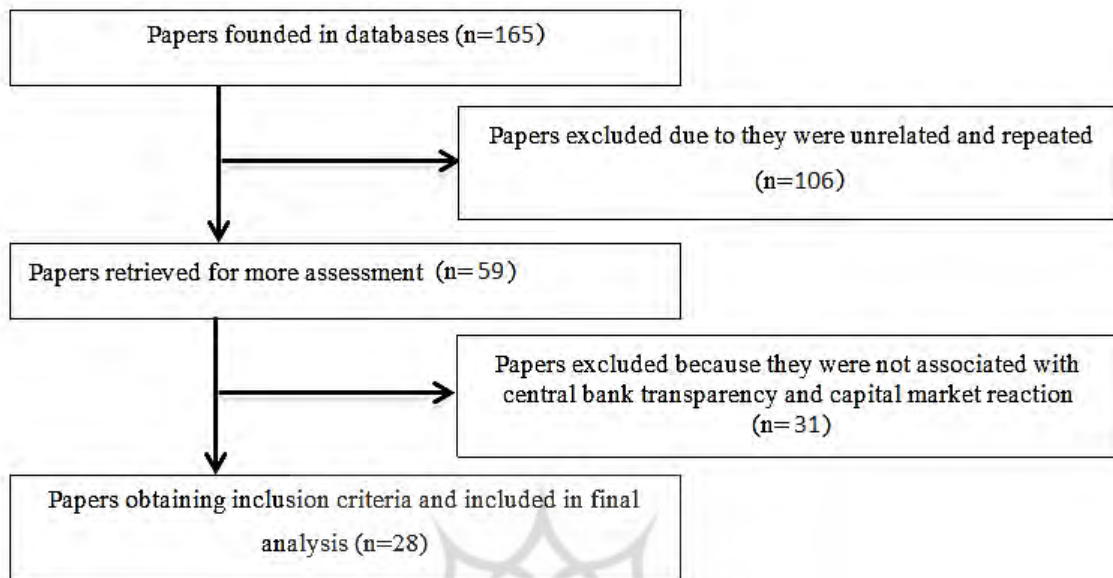 Papers founded in databases (n=165)
Papers excluded due to they were unrelated and repeated
(n=106)
Papers retrieved for more assessment (n=59)
Papers excluded because they were not associated with
central bank transparency and capital market reaction
(n=31)
Papers obtaining inclusion criteria and included in final
analysis (n=28)